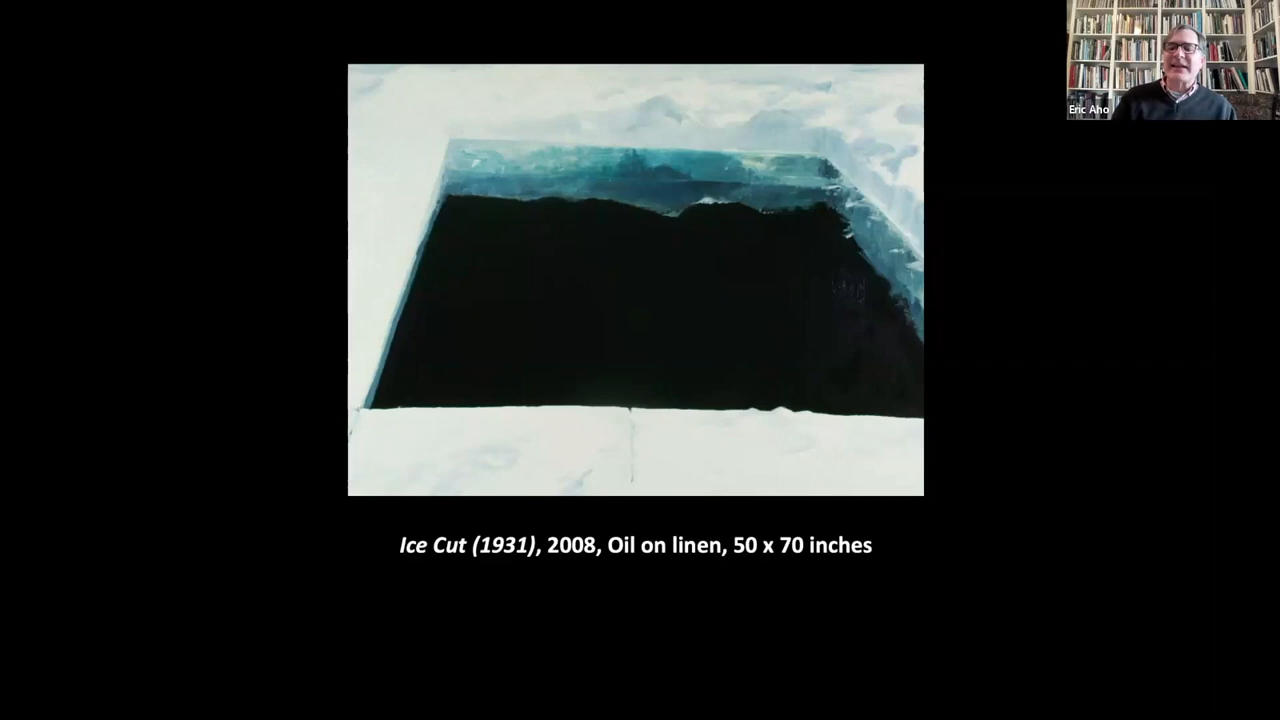 Eric Aho
Ice Cut (1931), 2008, Oil on linen, 50 x 70 inches